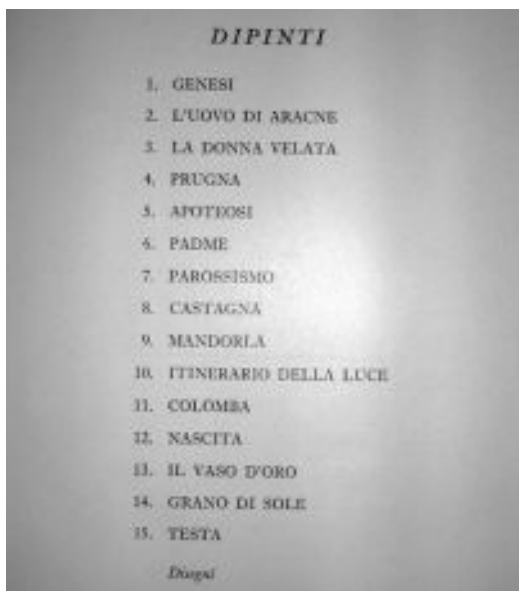 DIPINTI
1. GENESI
2. L'UOVO DI ARACNE
3. LA DONNA VELATA
4. PRUGNA
5. APOTEOSI
6. PADME
7. PAROSSISMO
8. CASTAGNA
9. MANDORLA
10. ITINERARIO DELLA LUCE
11. COLOMBA
12. NASCITA
13. IL VASO D'ORO
14. GRANO DI SOLE
15. TESTA
Disegni